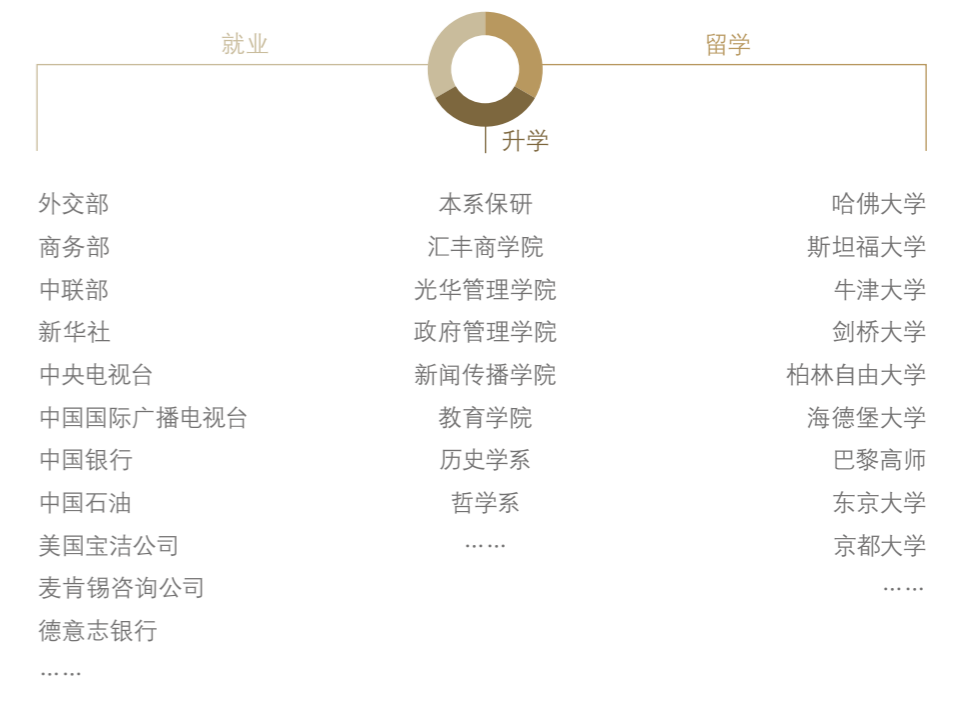 就业
外交部
商务部
中联部
新华社
中央电视台
中国国际广播电视台
中国银行
中国石油
美国宝洁公司
麦肯锡咨询公司
德意志银行
……
升学
本系保研
汇丰商学院
光华管理学院
政府管理学院
新闻传播学院
教育学院
历史学系
哲学系
……
留学
哈佛大学
斯坦福大学
牛津大学
剑桥大学
柏林自由大学
海德堡大学
巴黎高师
东京大学
京都大学
……